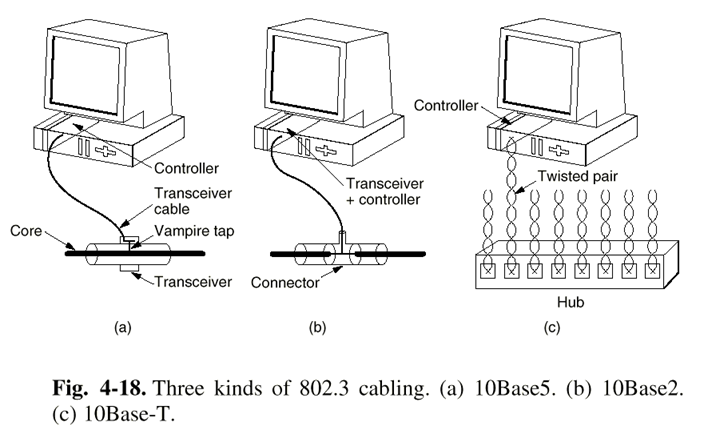 Controller
Transceiver
cable
Core
Vampire tap
Transceiver
(a)
Transceiver
+ controller
Connector
(b)
Controller
Twisted pair
Hub
(c)
Fig. 4-18. Three kinds of 802.3 cabling. (a) 10Base5. (b) 10Base2.
(c) 10Base-T.